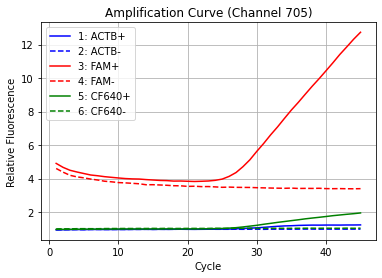 Amplification Curve (Channel 705)
1: ACTB+
2: ACTB-
3: FAM+
4: FAM-
5: CF640+
6: CF640-
Relative Fluorescence
12
10
8
6
4
2
0
10
20
30
40
Cycle